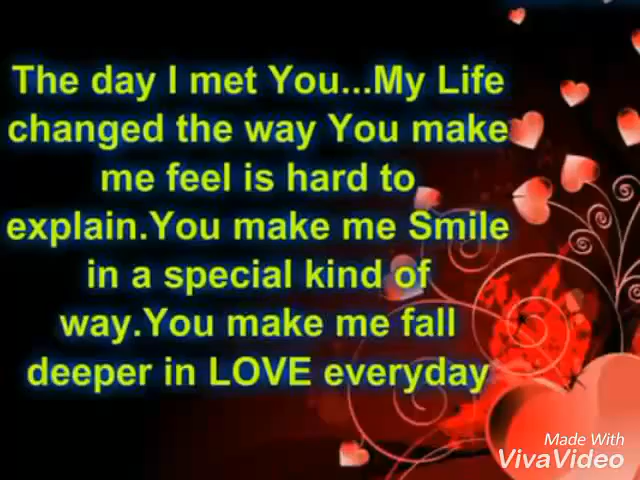 The day I met You...My Life
changed the way You make
me feel is hard to
explain.You make me Smile
in a special kind of
way.You make me fall
deeper in LOVE everyday
Made With
VivaVideo